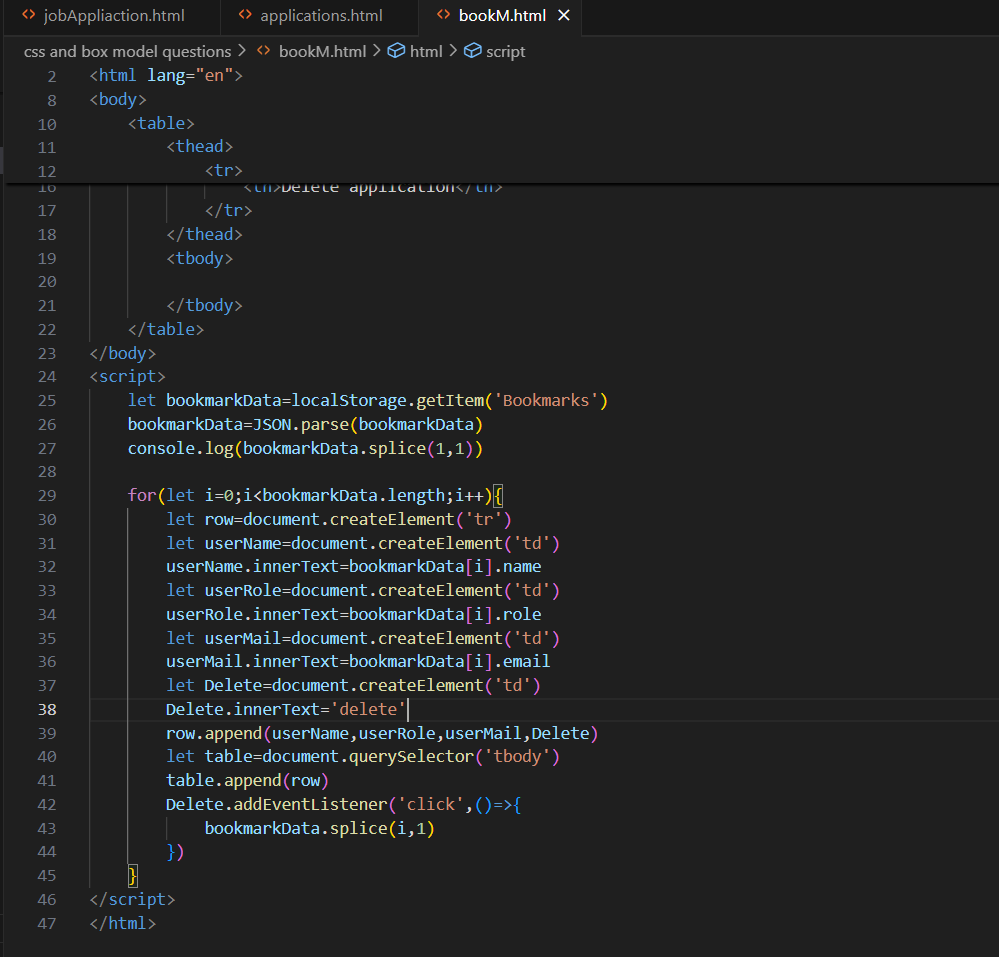 jobAppliaction.html applications.html bookM.html ×
css and box model questions > bookM.html > html > script
2 <html lang="en">
8 <body>
10 <table>
11 <thead>
12 <tr>
16 <th>Delete application</th>
17 </tr>
18 </thead>
19 <tbody>
20
21 </tbody>
22 </table>
23 </body>
24 <script>
25 let bookmarkData=localStorage.getItem('Bookmarks')
26 bookmarkData=JSON.parse(bookmarkData)
27 console.log(bookmarkData.splice(1,1))
28
29 for(let i=0;i<bookmarkData.length;i++){
30 let row=document.createElement('tr')
31 let userName=document.createElement('td')
32 userName.innerText=bookmarkData[i].name
33 let userRole=document.createElement('td')
34 userRole.innerText=bookmarkData[i].role
35 let userMail=document.createElement('td')
36 userMail.innerText=bookmarkData[i].email
37 let Delete=document.createElement('td')
38 Delete.innerText='delete'
39 row.append(userName,userRole,userMail,Delete)
40 let table=document.querySelector('tbody')
41 table.append(row)
42 Delete.addEventListener('click',()=>{
43 bookmarkData.splice(i,1)
44 })
45 }
46 </script>
47 </html>